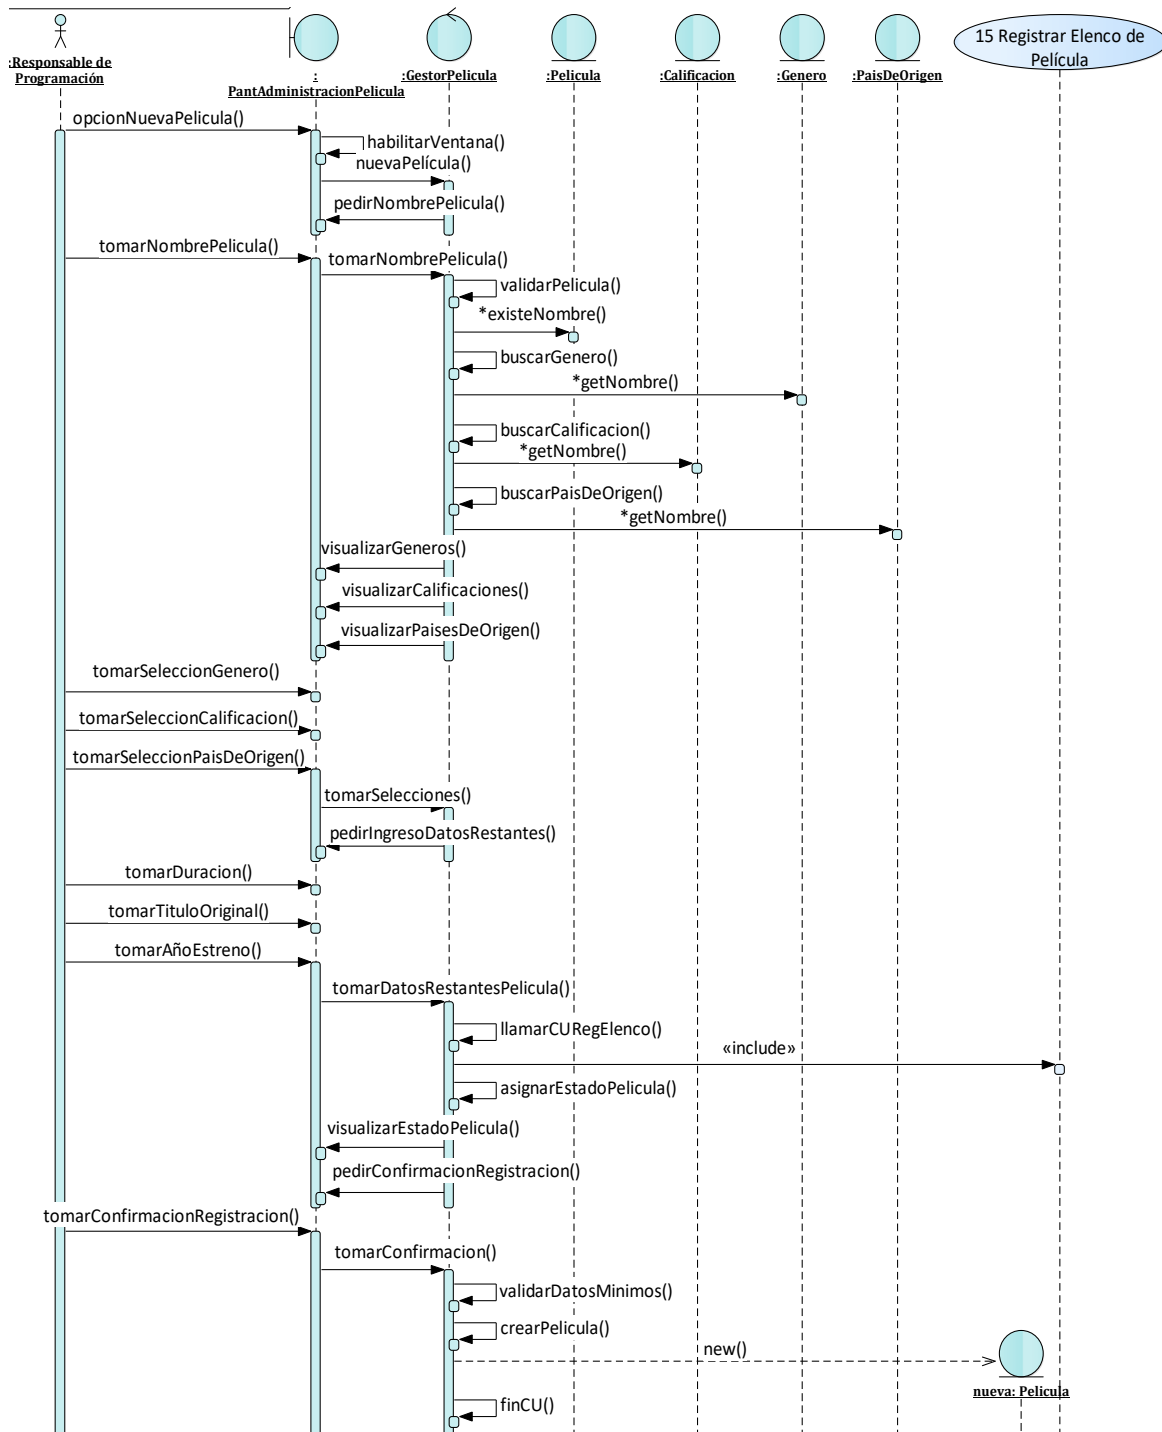 :Responsable de
Programación
:
PantAdministracionPelicula
:GestorPelicula
:Pelicula
:Calificacion
:Genero
:PaisDeOrigen
15 Registrar Elenco de
Película
opcionNuevaPelicula()
habilitarVentana()
nuevaPelícula()
pedirNombrePelicula()
tomarNombrePelicula()
tomarNombrePelicula()
validarPelicula()
*existeNombre()
buscarGenero()
*getNombre()
buscarCalificacion()
*getNombre()
buscarPaisDeOrigen()
*getNombre()
visualizarGeneros()
visualizarCalificaciones()
visualizarPaisesDeOrigen()
tomarSeleccionGenero()
tomarSeleccionCalificacion()
tomarSeleccionPaisDeOrigen()
tomarSelecciones()
pedirIngresoDatosRestantes()
tomarDuracion()
tomarTituloOriginal()
tomarAñoEstreno()
tomarDatosRestantesPelicula()
llamarCURegElenco()
«include»
asignarEstadoPelicula()
visualizarEstadoPelicula()
pedirConfirmacionRegistracion()
tomarConfirmacionRegistracion()
tomarConfirmacion()
validarDatosMinimos()
crearPelicula()
new()
nueva: Pelicula
finCU()